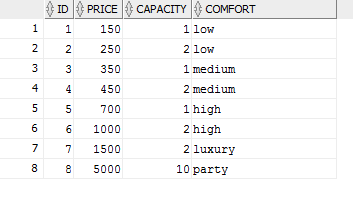 ID PRICE CAPACITY COMFORT
1 1 150 1 low
2 2 250 2 low
3 3 350 1 medium
4 4 450 2 medium
5 5 700 1 high
6 6 1000 2 high
7 7 1500 2 luxury
8 8 5000 10 party